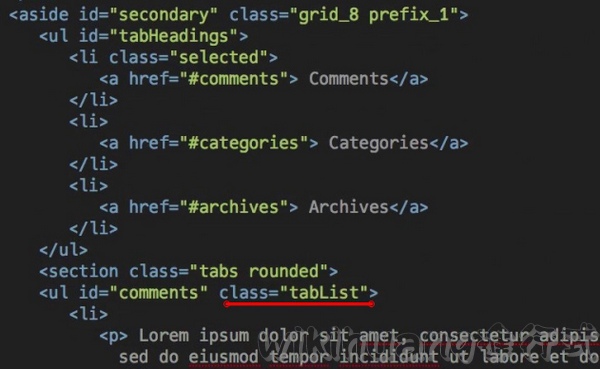 <aside id="secondary" class="grid_8 prefix_1">
<ul id="tabHeadings">
<li class="selected">
<a href="#comments"> Comments</a>
</li>
<li>
<a href="#categories"> Categories</a>
</li>
<li>
<a href="#archives"> Archives</a>
</li>
</ul>
<section class="tabs rounded">
<ul id="comments" class="tabList">
<li>
<p> Lorem ipsum dolor sit amet, consectetur adipis
sed do eiusmod tempor incididunt ut labore et do